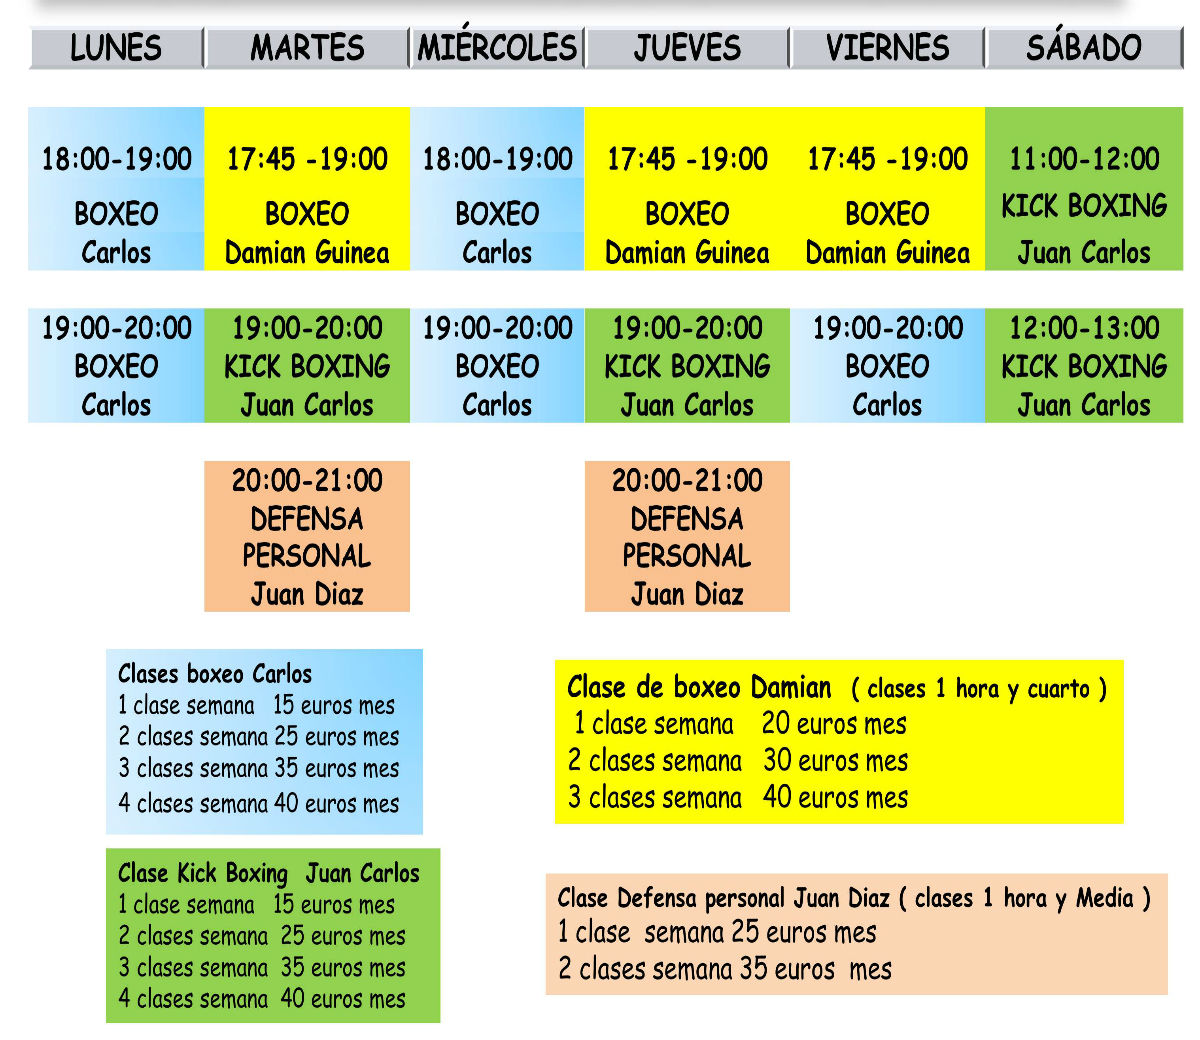 LUNES MARTES MIÉRCOLES JUEVES VIERNES SÁBADO
18:00-19:00 17:45 -19:00 18:00-19:00 17:45 -19:00 17:45 -19:00 11:00-12:00
BOXEO BOXEO BOXEO BOXEO BOXEO KICK BOXING
Carlos Damian Guinea Carlos Damian Guinea Damian Guinea Juan Carlos
19:00-20:00 19:00-20:00 19:00-20:00 19:00-20:00 19:00-20:00 12:00-13:00
BOXEO KICK BOXING BOXEO KICK BOXING BOXEO KICK BOXING
Carlos Juan Carlos Carlos Juan Carlos Carlos Juan Carlos
20:00-21:00 20:00-21:00
DEFENSA DEFENSA
PERSONAL PERSONAL
Juan Diaz Juan Diaz
Clases boxeo Carlos
1 clase semana 15 euros mes
2 clases semana 25 euros mes
3 clases semana 35 euros mes
4 clases semana 40 euros mes
Clase de boxeo Damian ( clases 1 hora y cuarto )
1 clase semana 20 euros mes
2 clases semana 30 euros mes
3 clases semana 40 euros mes
Clase Kick Boxing Juan Carlos
1 clase semana 15 euros mes
2 clases semana 25 euros mes
3 clases semana 35 euros mes
4 clases semana 40 euros mes
Clase Defensa personal Juan Diaz ( clases 1 hora y Media )
1 clase semana 25 euros mes
2 clases semana 35 euros mes